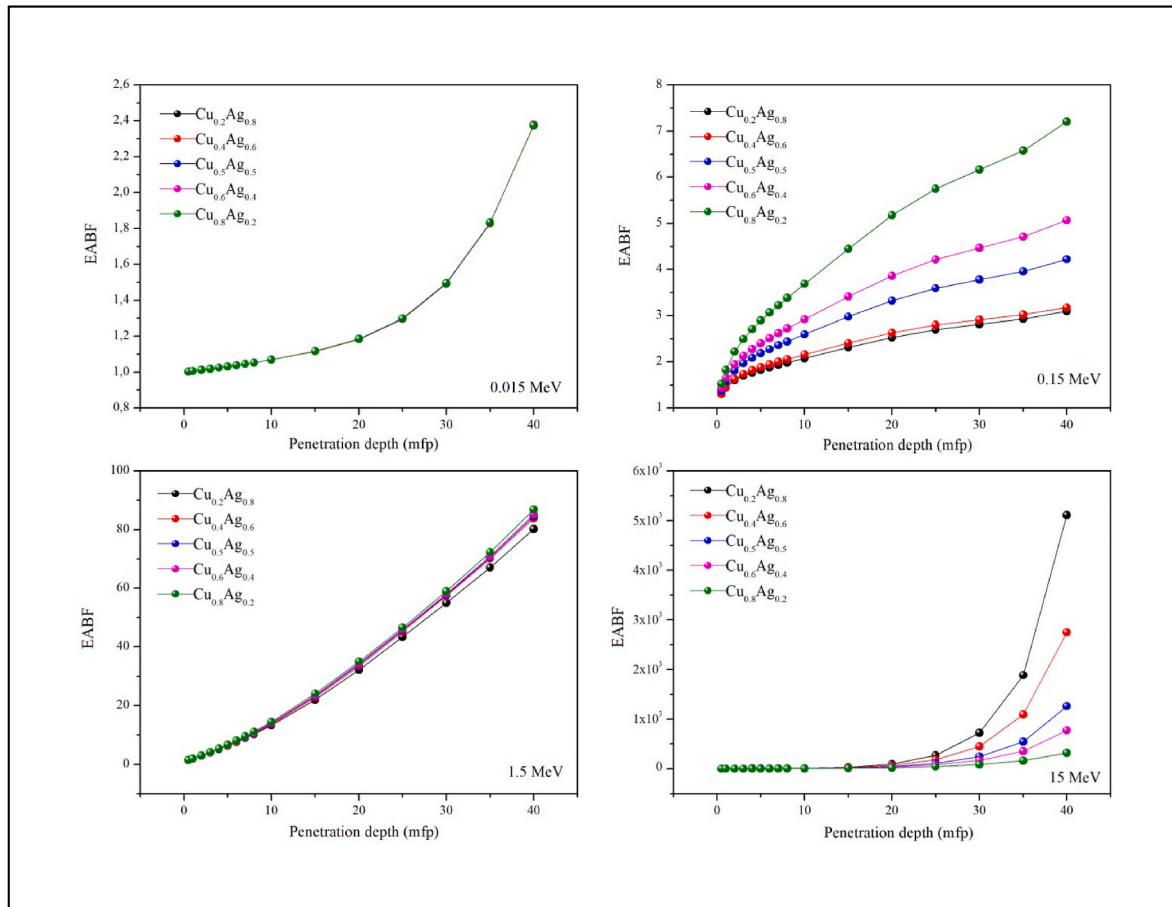 2,6
2,4
2,2
2,0
1,8
1,6
1,4
1,2
1,0
0,8
EABF
Cu0.2Ag0.8
Cu0.4Ag0.6
Cu0.5Ag0.5
Cu0.6Ag0.4
Cu0.8Ag0.2
0.015 MeV
0 10 20 30 40
Penetration depth (mfp)
8
7
6
5
4
3
2
1
EABF
Cu0.2Ag0.8
Cu0.4Ag0.6
Cu0.5Ag0.5
Cu0.6Ag0.4
Cu0.8Ag0.2
0.15 MeV
0 10 20 30 40
Penetration depth (mfp)
100
80
60
40
20
0
EABF
Cu0.2Ag0.8
Cu0.4Ag0.6
Cu0.5Ag0.5
Cu0.6Ag0.4
Cu0.8Ag0.2
1.5 MeV
0 10 20 30 40
Penetration depth (mfp)
6x10³
5x10³
4x10³
3x10³
2x10³
1x10³
0
EABF
Cu0.2Ag0.8
Cu0.4Ag0.6
Cu0.5Ag0.5
Cu0.6Ag0.4
Cu0.8Ag0.2
15 MeV
0 10 20 30 40
Penetration depth (mfp)